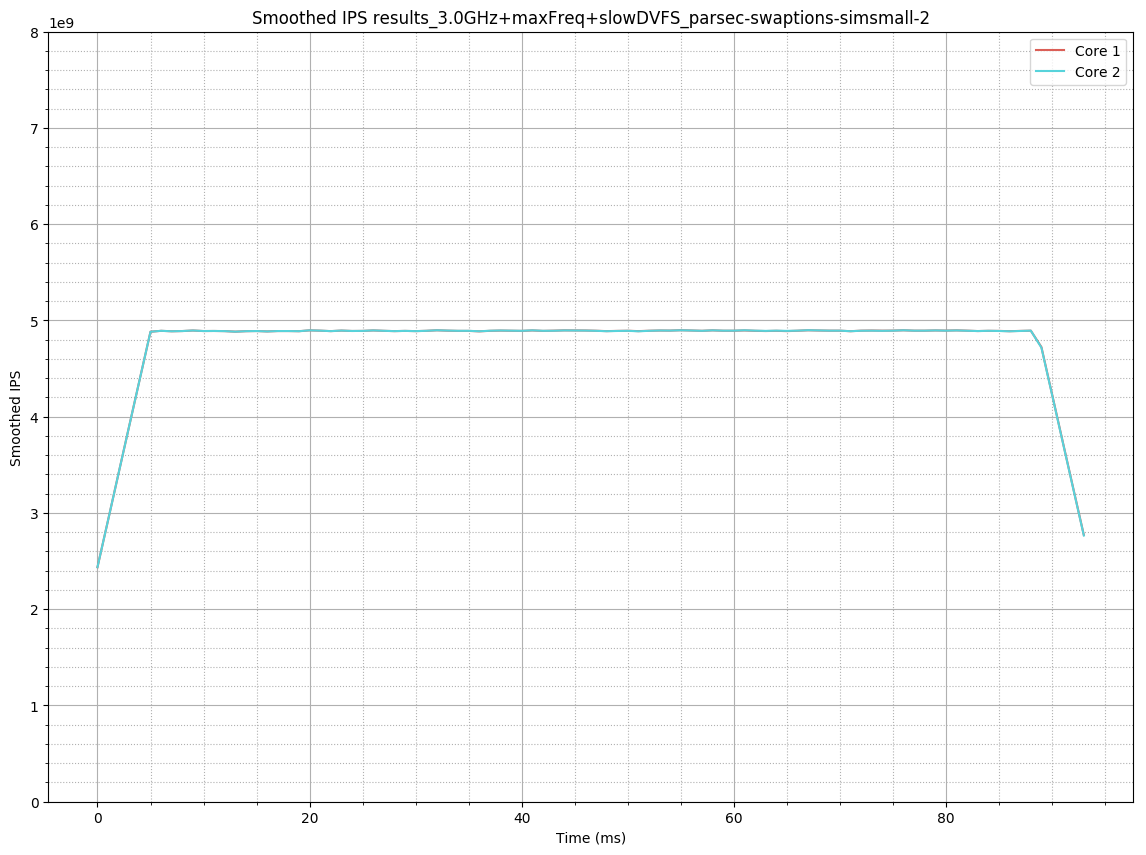 Smoothed IPS results_3.0GHz+maxFreq+slowDVFS_parsec-swaptions-simsmall-2
1e9
8
7
6
5
4
3
2
1
0
Smoothed IPS
Core 1
Core 2
0 20 40 60 80
Time (ms)